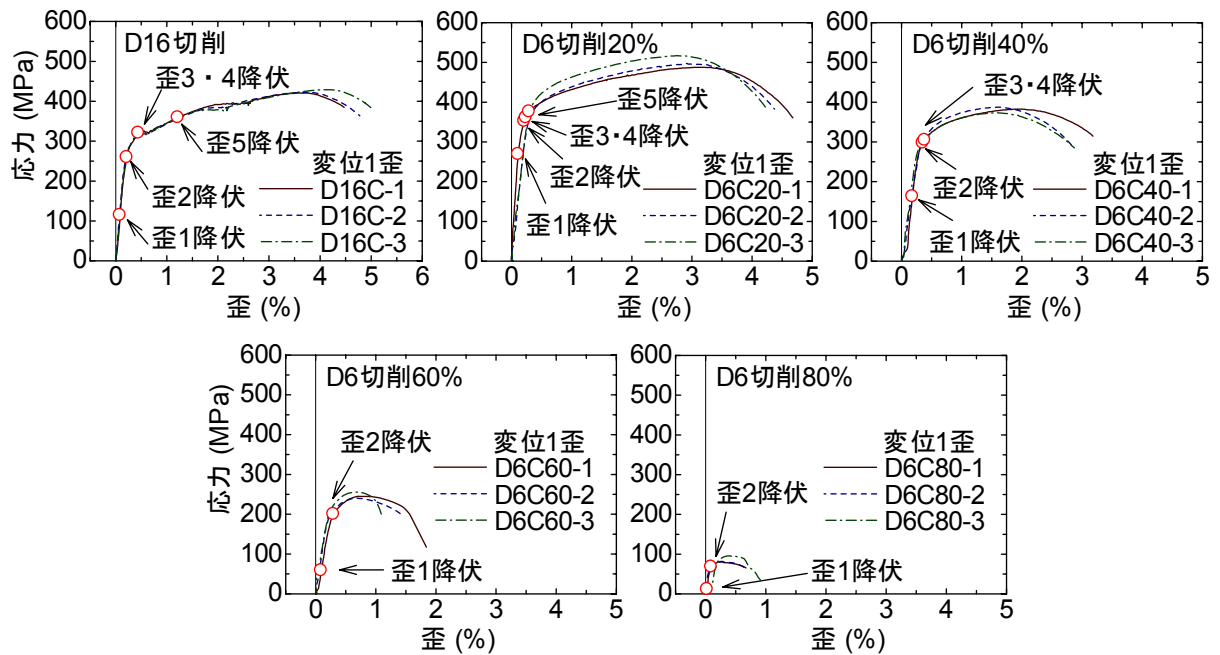 応力 (MPa)
600
500
400
300
200
100
0
D16切削
歪3・4降伏
歪5降伏
歪2降伏
歪1降伏
変位1歪
D16C-1
D16C-2
D16C-3
0 1 2 3 4 5 6
歪 (%)
600
500
400
300
200
100
0
D6切削20%
歪5降伏
歪3・4降伏
歪2降伏
歪1降伏
変位1歪
D6C20-1
D6C20-2
D6C20-3
0 1 2 3 4 5
歪 (%)
600
500
400
300
200
100
0
D6切削40%
歪3・4降伏
歪2降伏
歪1降伏
変位1歪
D6C40-1
D6C40-2
D6C40-3
0 1 2 3 4 5
歪 (%)
応力 (MPa)
600
500
400
300
200
100
0
D6切削60%
歪2降伏
歪1降伏
変位1歪
D6C60-1
D6C60-2
D6C60-3
0 1 2 3 4 5
歪 (%)
600
500
400
300
200
100
0
D6切削80%
歪2降伏
歪1降伏
変位1歪
D6C80-1
D6C80-2
D6C80-3
0 1 2 3 4 5
歪 (%)